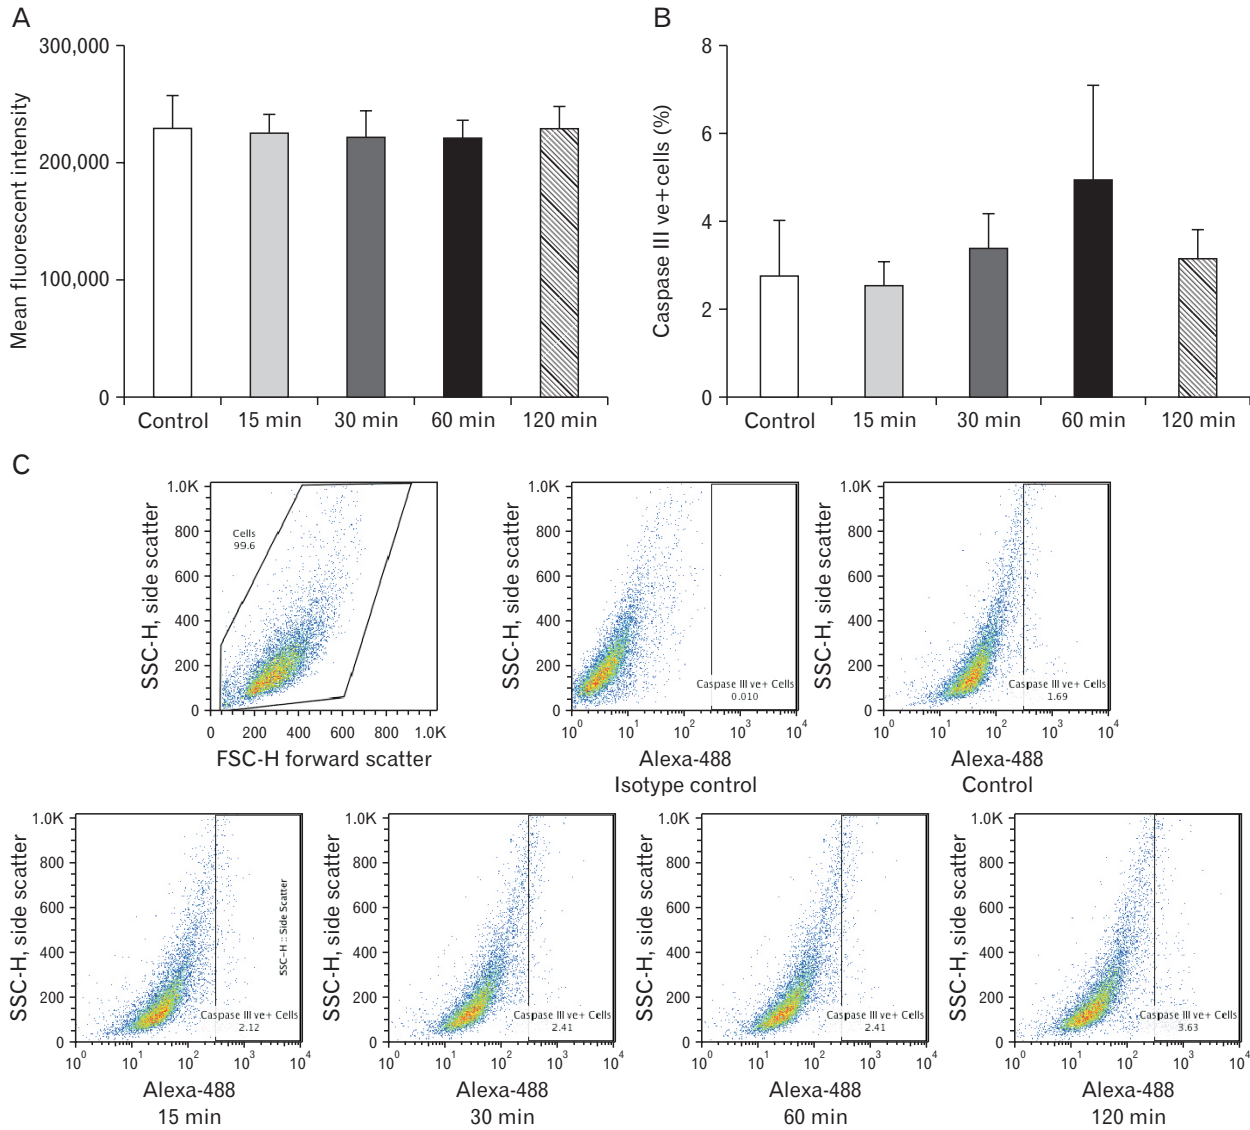 A
300,000
200,000
100,000
0
Mean fluorescent intensity
Control 15 min 30 min 60 min 120 min
B
8
6
4
2
0
Caspase III ve+cells (%)
Control 15 min 30 min 60 min 120 min
C
1.0K
800
600
400
200
0
SSC-H, side scatter
Cells
99.6
0 200 400 600 800 1.0K
FSC-H forward scatter
1.0K
800
600
400
200
0
SSC-H, side scatter
Caspase III ve+ Cells
0.010
10⁰ 10¹ 10² 10³ 10⁴
Alexa-488
Isotype control
1.0K
800
600
400
200
0
SSC-H, side scatter
Caspase III ve+ Cells
1.69
10⁰ 10¹ 10² 10³ 10⁴
Alexa-488
Control
1.0K
800
600
400
200
0
SSC-H, side scatter
SSC-H :: Side Scatter
Caspase III ve+ Cells
2.12
10⁰ 10¹ 10² 10³ 10⁴
Alexa-488
15 min
1.0K
800
600
400
200
0
SSC-H, side scatter
Caspase III ve+ Cells
2.41
10⁰ 10¹ 10² 10³ 10⁴
Alexa-488
30 min
1.0K
800
600
400
200
0
SSC-H, side scatter
Caspase III ve+ Cells
2.41
10⁰ 10¹ 10² 10³ 10⁴
Alexa-488
60 min
1.0K
800
600
400
200
0
SSC-H, side scatter
Caspase III ve+ Cells
3.63
10⁰ 10¹ 10² 10³ 10⁴
Alexa-488
120 min